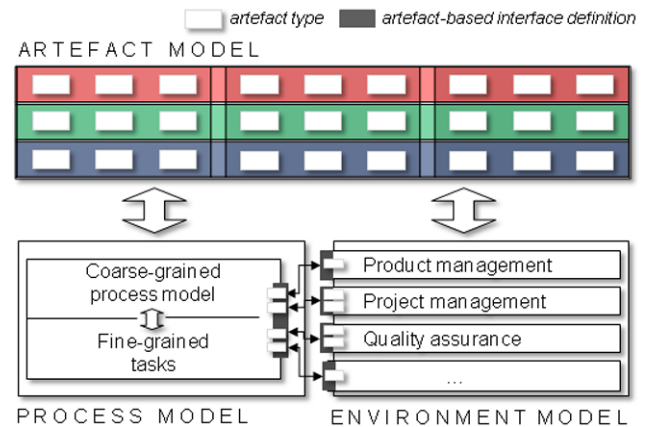 artefact type
artefact-based interface definition
ARTEFACT MODEL
Coarse-grained
process model
Fine-grained
tasks
Product management
Project management
Quality assurance
...
PROCESS MODEL
ENVIRONMENT MODEL